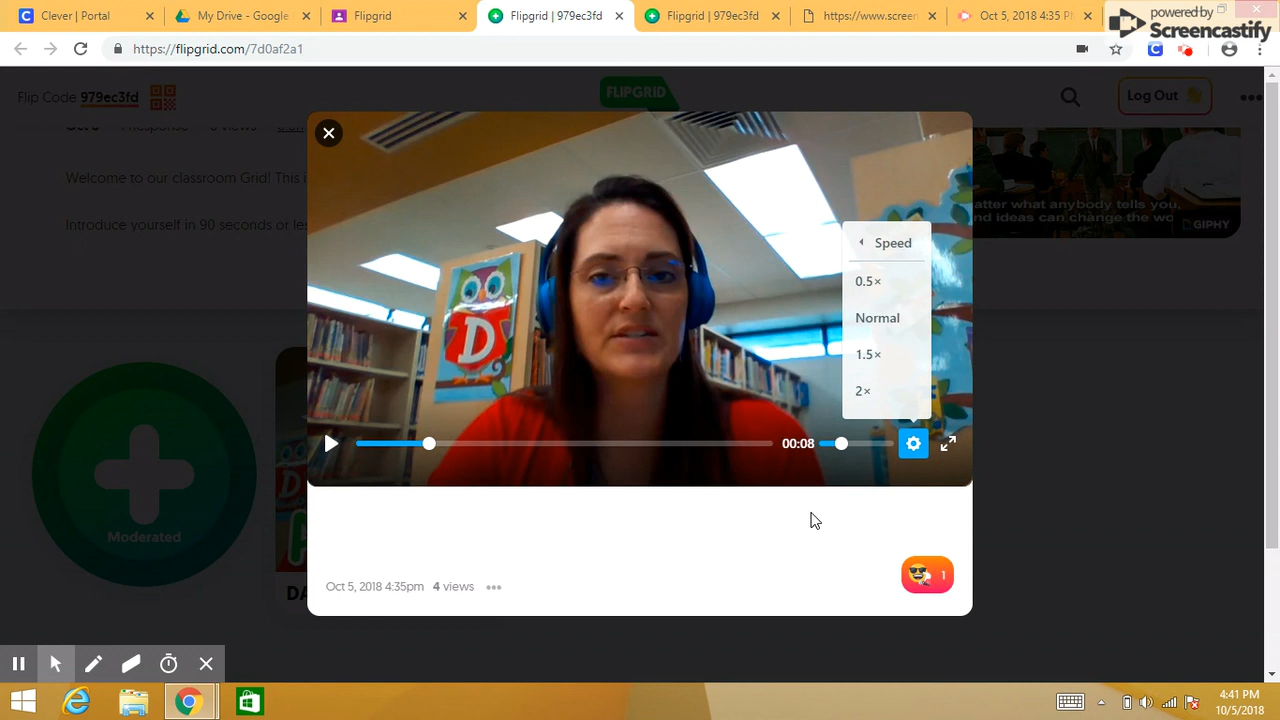 Clever | Portal
My Drive - Google
Flipgrid
Flipgrid | 979ec3fd
Flipgrid | 979ec3fd
https://www.screen
Oct 5, 2018 4:35 P
powered by
Screencastify
https://flipgrid.com/7d0af2a1
Flip Code 979ec3fd
FLIPGRID
Log Out
Welcome to our classroom Grid! This i
Introduce yourself in 90 seconds or les
atter what anybody tells you,
nd ideas can change the wo
GIPHY
Speed
0.5×
Normal
1.5×
2×
D
00:08
Moderated
DA
Oct 5, 2018 4:35pm 4 views
1
4:41 PM
10/5/2018